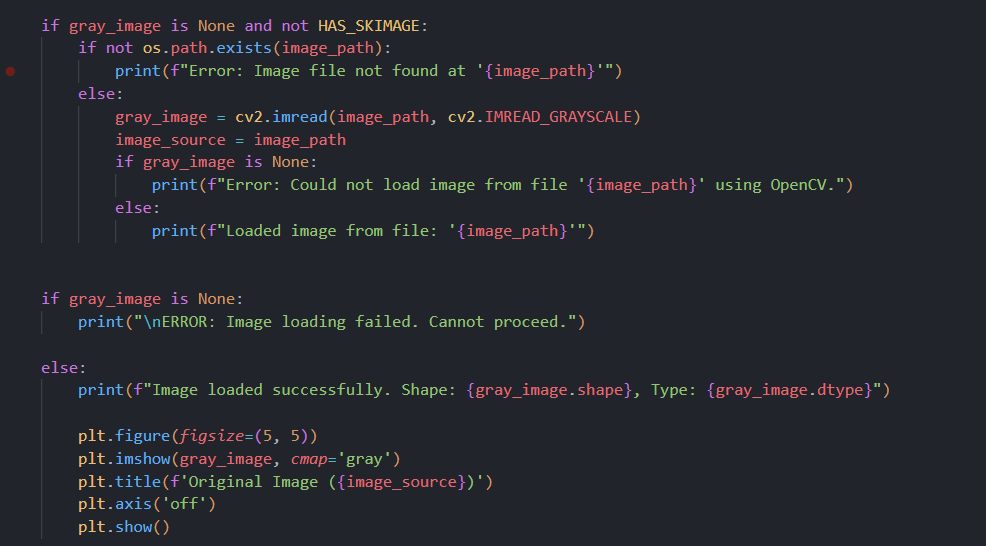 if gray_image is None and not HAS_SKIMAGE:
    if not os.path.exists(image_path):
        print(f"Error: Image file not found at '{image_path}'")
    else:
        gray_image = cv2.imread(image_path, cv2.IMREAD_GRAYSCALE)
        image_source = image_path
        if gray_image is None:
            print(f"Error: Could not load image from file '{image_path}' using OpenCV.")
        else:
            print(f"Loaded image from file: '{image_path}'")
if gray_image is None:
    print("\nERROR: Image loading failed. Cannot proceed.")
else:
    print(f"Image loaded successfully. Shape: {gray_image.shape}, Type: {gray_image.dtype}")
    plt.figure(figsize=(5, 5))
    plt.imshow(gray_image, cmap='gray')
    plt.title(f'Original Image ({image_source})')
    plt.axis('off')
    plt.show()